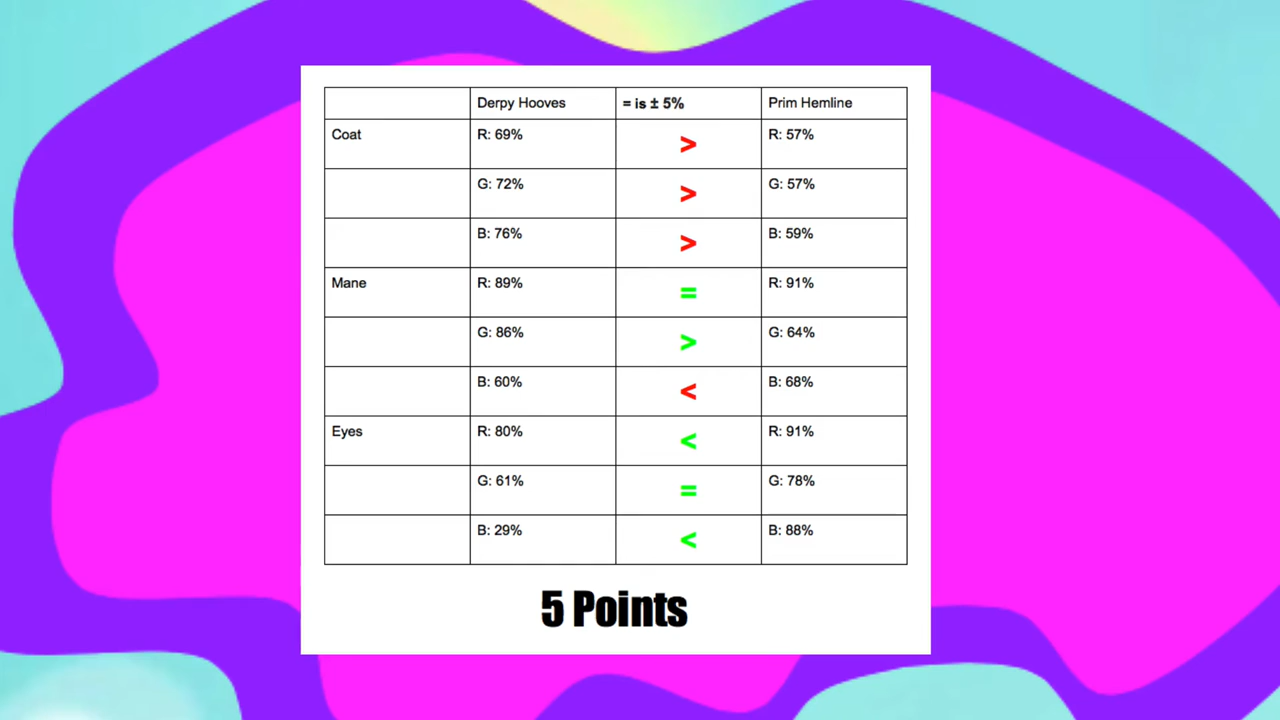 Derpy Hooves = is ± 5% Prim Hemline
Coat R: 69% > R: 57%
G: 72% > G: 57%
B: 76% > B: 59%
Mane R: 89% = R: 91%
G: 86% > G: 64%
B: 60% < B: 68%
Eyes R: 80% < R: 91%
G: 61% = G: 78%
B: 29% < B: 88%
5 Points